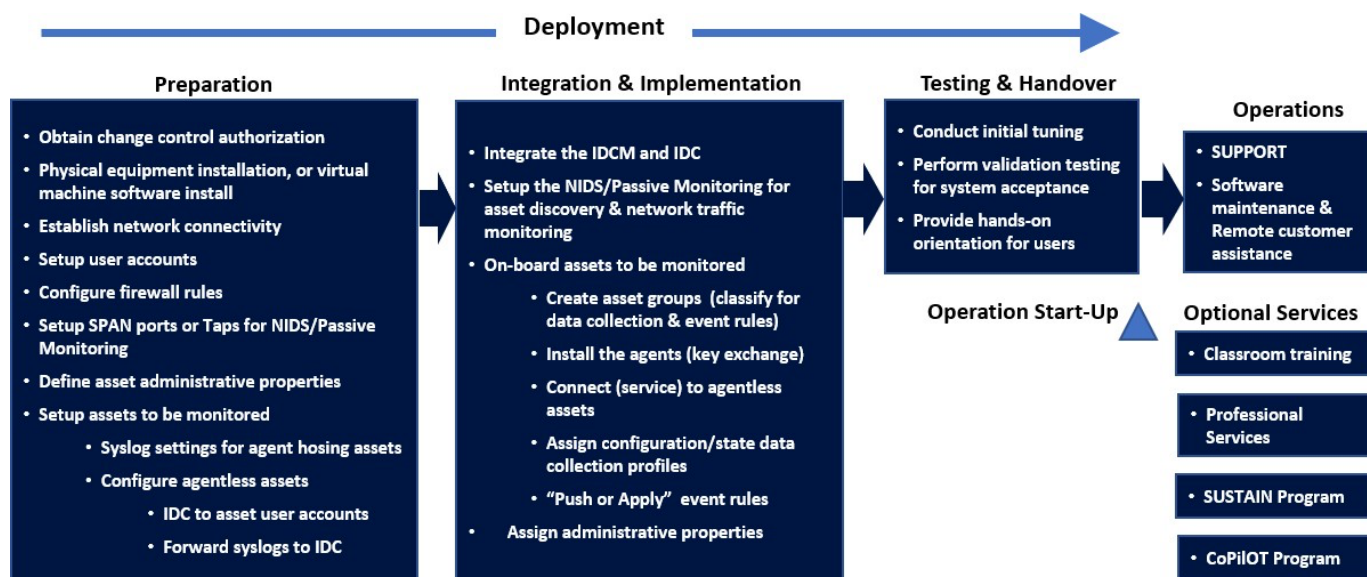 Deployment
Preparation
• Obtain change control authorization
• Physical equipment installation, or virtual
machine software install
• Establish network connectivity
• Setup user accounts
• Configure firewall rules
• Setup SPAN ports or Taps for NIDS/Passive
Monitoring
• Define asset administrative properties
• Setup assets to be monitored
• Syslog settings for agent hosing assets
• Configure agentless assets
• IDC to asset user accounts
• Forward syslogs to IDC
Integration & Implementation
• Integrate the IDCM and IDC
• Setup the NIDS/Passive Monitoring for
asset discovery & network traffic
monitoring
• On-board assets to be monitored
• Create asset groups (classify for
data collection & event rules)
• Install the agents (key exchange)
• Connect (service) to agentless
assets
• Assign configuration/state data
collection profiles
• “Push or Apply” event rules
• Assign administrative properties
Testing & Handover
• Conduct initial tuning
• Perform validation testing
for system acceptance
• Provide hands-on
orientation for users
Operation Start-Up
Operations
• SUPPORT
• Software
maintenance &
Remote customer
assistance
Optional Services
• Classroom training
• Professional
Services
• SUSTAIN Program
• CoPilOT Program